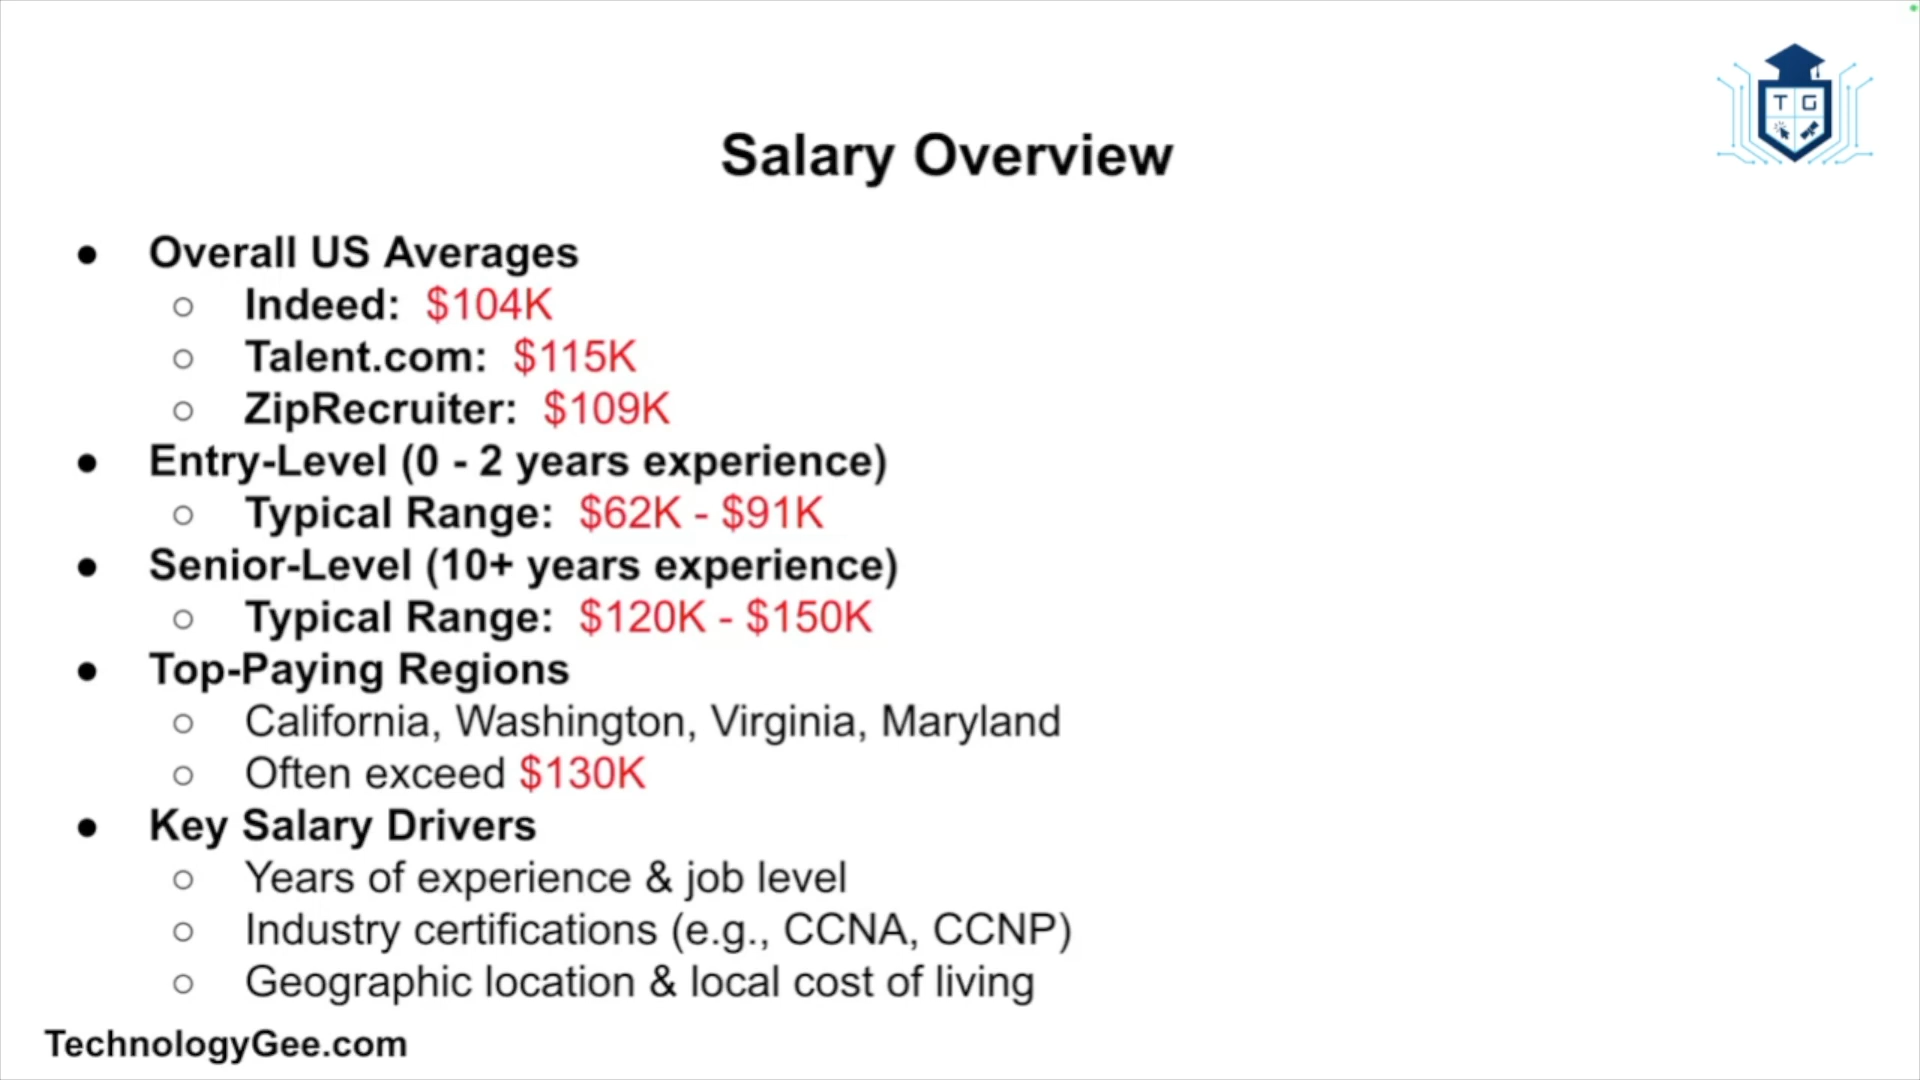 T G
Salary Overview
● Overall US Averages
○ Indeed: $104K
○ Talent.com: $115K
○ ZipRecruiter: $109K
● Entry-Level (0 - 2 years experience)
○ Typical Range: $62K - $91K
● Senior-Level (10+ years experience)
○ Typical Range: $120K - $150K
● Top-Paying Regions
○ California, Washington, Virginia, Maryland
○ Often exceed $130K
● Key Salary Drivers
○ Years of experience & job level
○ Industry certifications (e.g., CCNA, CCNP)
○ Geographic location & local cost of living
TechnologyGee.com